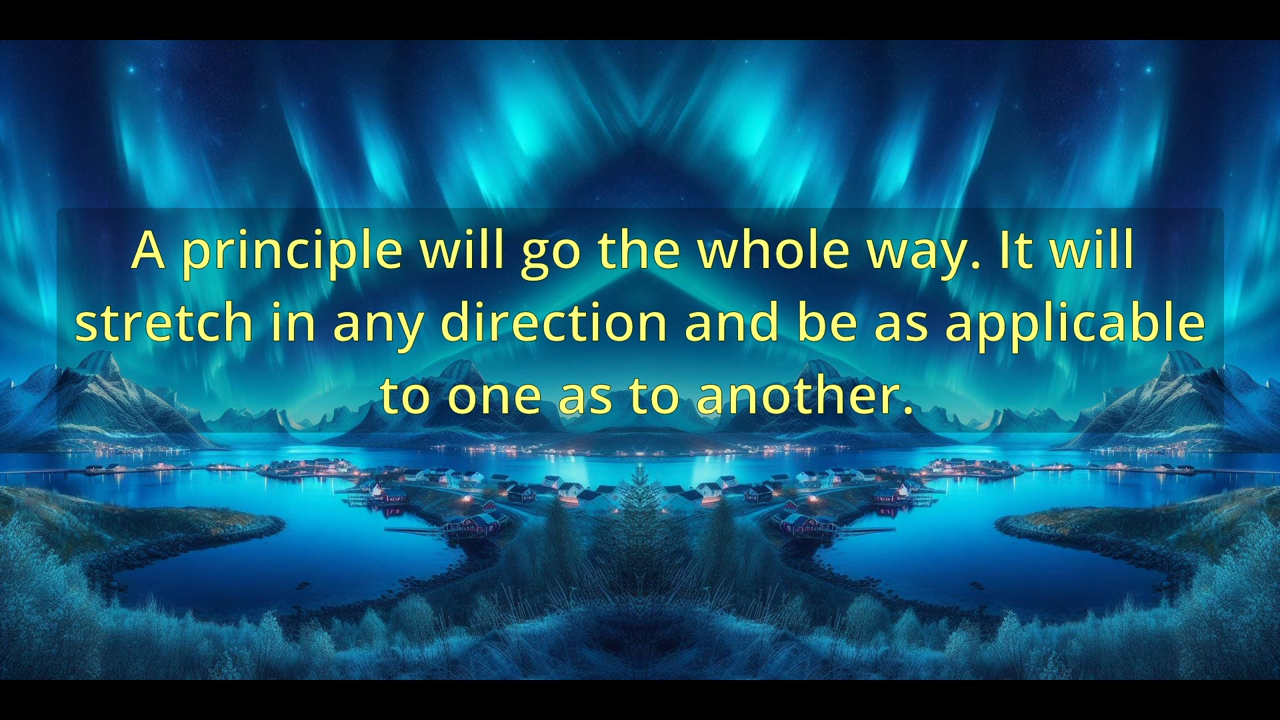 A principle will go the whole way. It will
stretch in any direction and be as applicable
to one as to another.